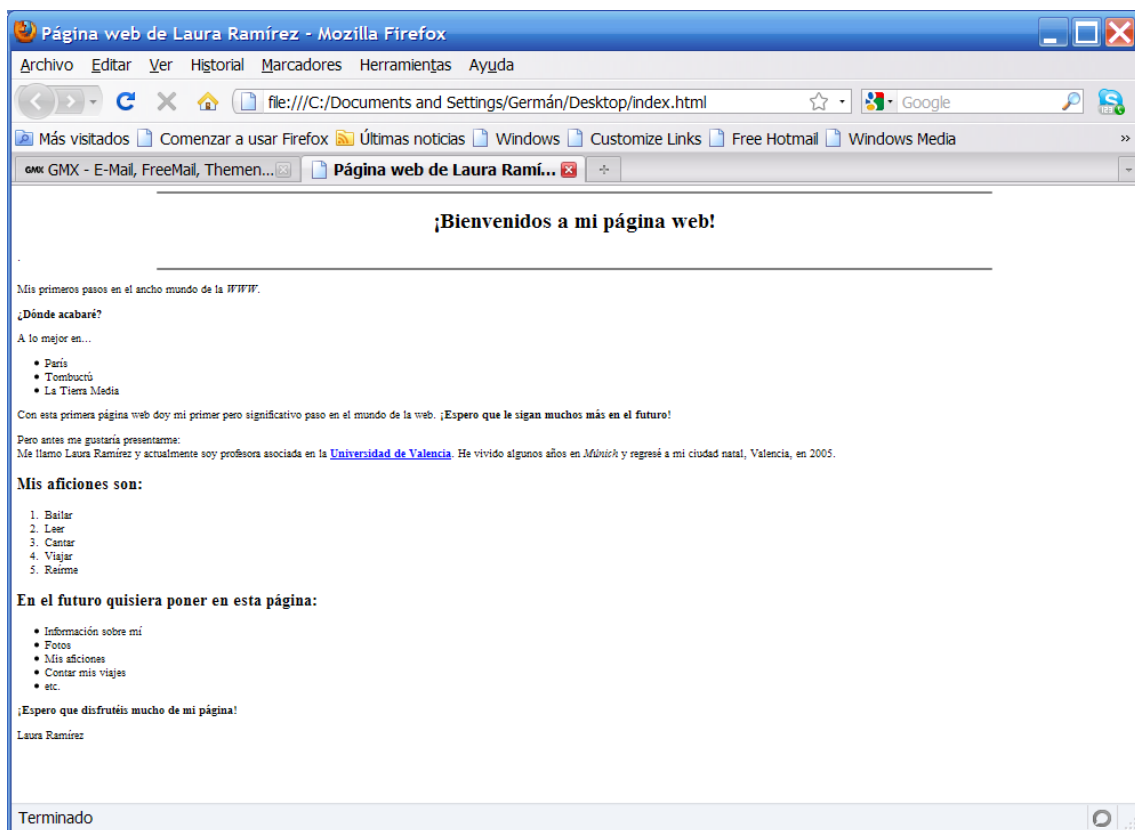 Página web de Laura Ramírez - Mozilla Firefox
Archivo Editar Ver Historial Marcadores Herramientas Ayuda
file:///C:/Documents and Settings/Germán/Desktop/index.html Google
Más visitados Comenzar a usar Firefox Últimas noticias Windows Customize Links Free Hotmail Windows Media »
GMX GMX - E-Mail, FreeMail, Themen... Página web de Laura Ramí...
¡Bienvenidos a mi página web!
.
Mis primeros pasos en el ancho mundo de la WWW.
¿Dónde acabaré?
A lo mejor en...
• París
• Tombuctú
• La Tierra Media
Con esta primera página web doy mi primer pero significativo paso en el mundo de la web. ¡Espero que le sigan muchos más en el futuro!
Pero antes me gustaría presentarme:
Me llamo Laura Ramírez y actualmente soy profesora asociada en la Universidad de Valencia. He vivido algunos años en Múnich y regresé a mi ciudad natal, Valencia, en 2005.
Mis aficiones son:
1. Bailar
2. Leer
3. Cantar
4. Viajar
5. Reírme
En el futuro quisiera poner en esta página:
• Información sobre mí
• Fotos
• Mis aficiones
• Contar mis viajes
• etc.
¡Espero que disfrutéis mucho de mi página!
Laura Ramírez
Terminado